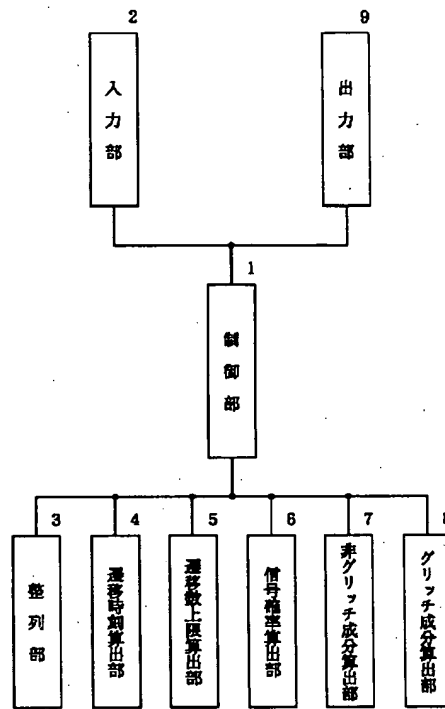 2
入力部
9
出力部
1
制御部
3
整列部
4
遷移時刻算出部
5
遷移数上限算出部
6
信号確率算出部
7
非グリッチ成分算出部
8
グリッチ成分算出部